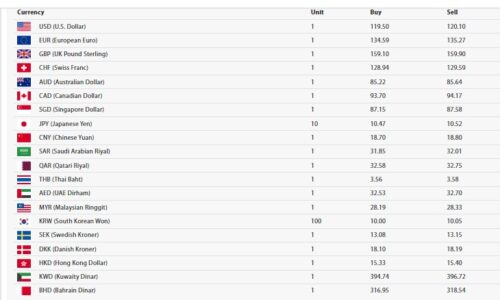 Currency Unit Buy Sell
USD (U.S. Dollar) 1 119.50 120.10
EUR (European Euro) 1 134.59 135.27
GBP (UK Pound Sterling) 1 159.10 159.90
CHF (Swiss Franc) 1 128.94 129.59
AUD (Australian Dollar) 1 85.22 85.64
CAD (Canadian Dollar) 1 93.70 94.17
SGD (Singapore Dollar) 1 87.15 87.58
JPY (Japanese Yen) 10 10.47 10.52
CNY (Chinese Yuan) 1 18.70 18.80
SAR (Saudi Arabian Riyal) 1 31.85 32.01
QAR (Qatari Riyal) 1 32.58 32.75
THB (Thai Baht) 1 3.56 3.58
AED (UAE Dirham) 1 32.53 32.70
MYR (Malaysian Ringgit) 1 28.19 28.33
KRW (South Korean Won) 100 10.00 10.05
SEK (Swedish Kroner) 1 13.08 13.15
DKK (Danish Kroner) 1 18.10 18.19
HKD (Hong Kong Dollar) 1 15.33 15.40
KWD (Kuwaity Dinar) 1 394.74 396.72
BHD (Bahrain Dinar) 1 316.95 318.54